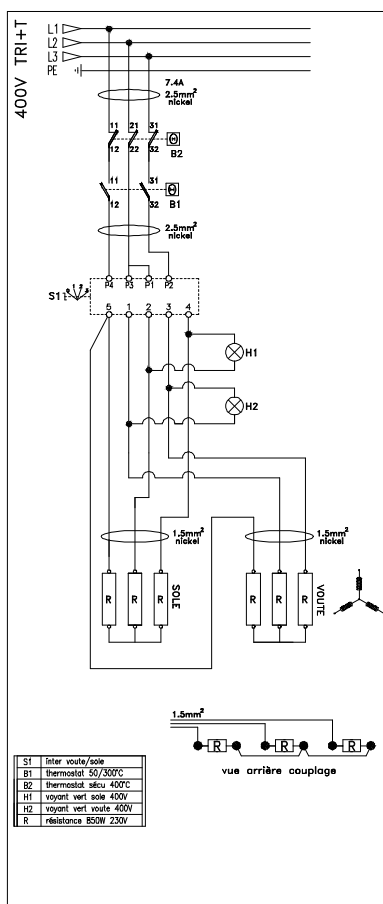 400V TRI+T
L1
L2
L3
PE
7.4A
2.5mm²
nickel
11 21 31
12 22 32
B2
11 31
12 32
B1
2.5mm²
nickel
S1 0 1 2 3
P4 P3 P1 P2
5 1 2 3 4
H1
H2
1.5mm²
nickel
1.5mm²
nickel
R R R SOLE
R R R VOUTE
1.5mm²
R R R
vue arrière couplage
S1 inter voute/sole
B1 thermostat 50/300°C
B2 thermostat sécu 400°C
H1 voyant vert sole 400V
H2 voyant vert voute 400V
R résistance 850W 230V